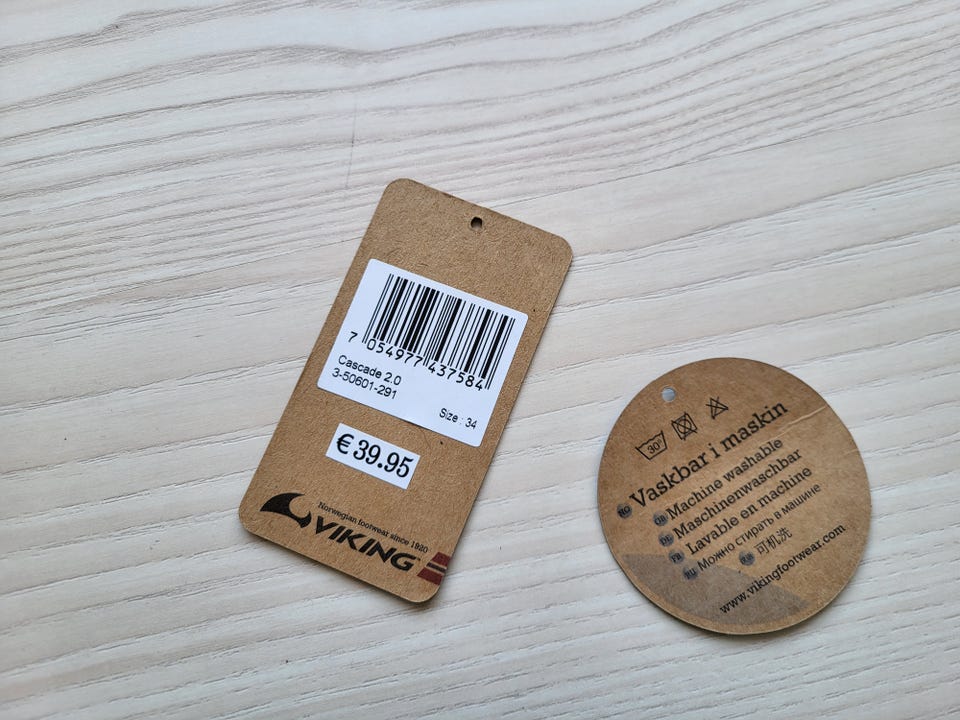 7 054977 437584
Cascade 2.0
3-50601-291
Size : 34
€ 39.95
Norwegian footwear since 1920
VIKING
30°
NO Vaskbar i maskin
GB Machine washable
DE Maschinenwaschbar
FR Lavable en machine
RU Можно стирать в машине
可机洗
www.vikingfootwear.com